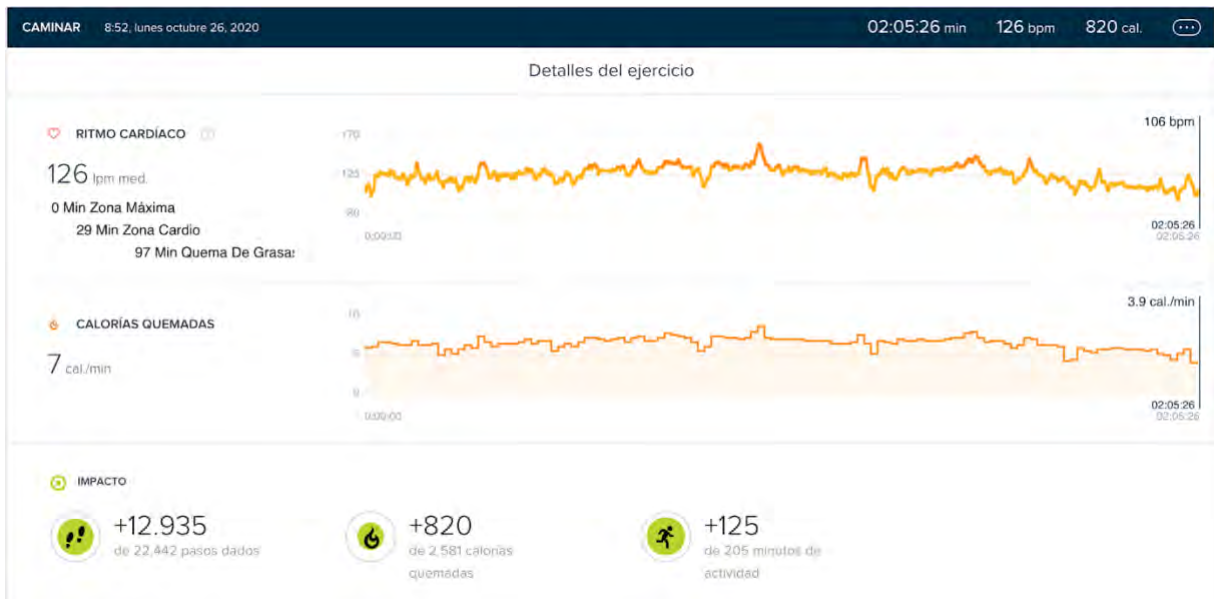 CAMINAR 8:52, lunes octubre 26, 2020 02:05:26 min 126 bpm 820 cal.
Detalles del ejercicio
RITMO CARDÍACO
126 lpm med.
0 Min Zona Máxima
29 Min Zona Cardio
97 Min Quema De Grasa:
170
125
90
0:00:00
106 bpm
02:05:26
02:05:26
CALORÍAS QUEMADAS
7 cal./min
10
0
0:00:00
3.9 cal./min
02:05:26
02:05:26
IMPACTO
+12.935
de 22,442 pasos dados
+820
de 2,581 calorías
quemadas
+125
de 205 minutos de
actividad